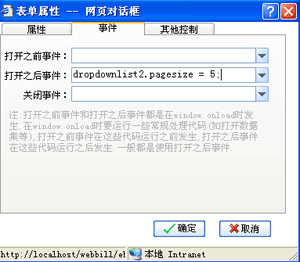 表单属性 -- 网页对话框
属性 事件 其他控制
打开之前事件：
打开之后事件： dropdownlist2.pagesize = 5;
关闭事件：
注:打开之前事件和打开之后事件都是在window.onload时发
生.在window.onload时要运行一些常规处理代码(如打开数据
集等),打开之前事件在这些代码运行之前发生,打开之后事件
在这些代码运行之后发生.一般都是使用打开之后事件.
确定 取消
http://localhost/webbill/eb 本地 Intranet